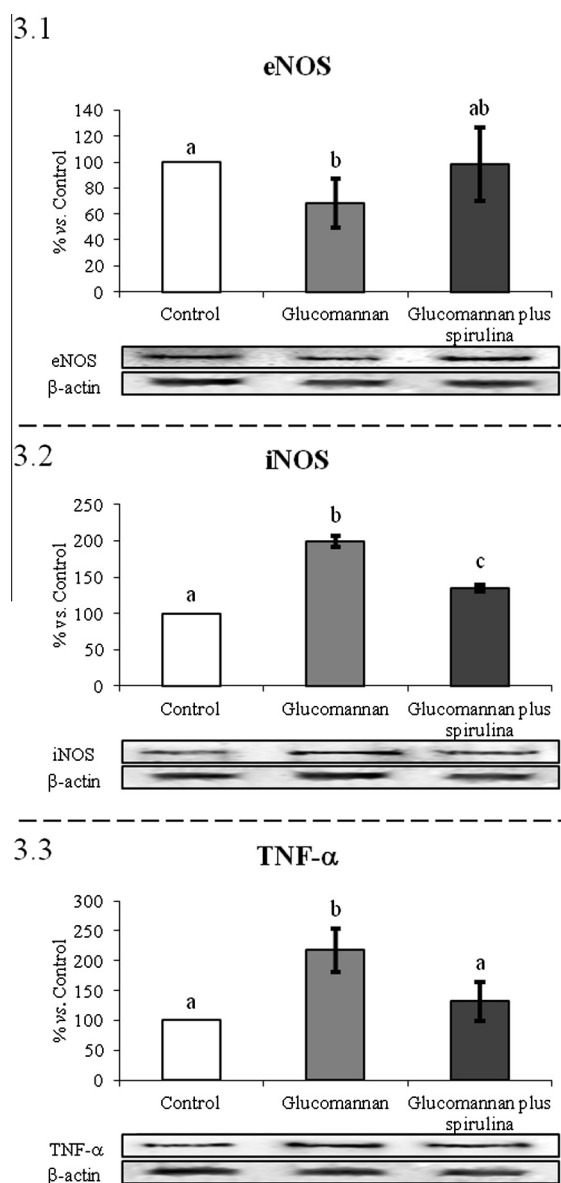 3.1
eNOS
% vs. Control
140
120
100
80
60
40
20
0
a
b
ab
Control
Glucomannan
Glucomannan plus
spirulina
eNOS
β-actin
3.2
iNOS
% vs. Control
250
200
150
100
50
0
a
b
c
Control
Glucomannan
Glucomannan plus
spirulina
iNOS
β-actin
3.3
TNF-α
% vs. Control
300
250
200
150
100
50
0
a
b
a
Control
Glucomannan
Glucomannan plus
spirulina
TNF-α
β-actin